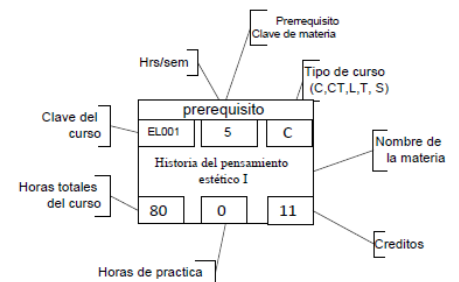 Prerrequisito
Clave de materia
Hrs/sem
Tipo de curso
(C,CT,L,T, S)
prerequisito
Clave del
curso
EL001
5
C
Nombre de
la materia
Historia del pensamiento
estético I
Horas totales
del curso
80
0
11
Creditos
Horas de practica